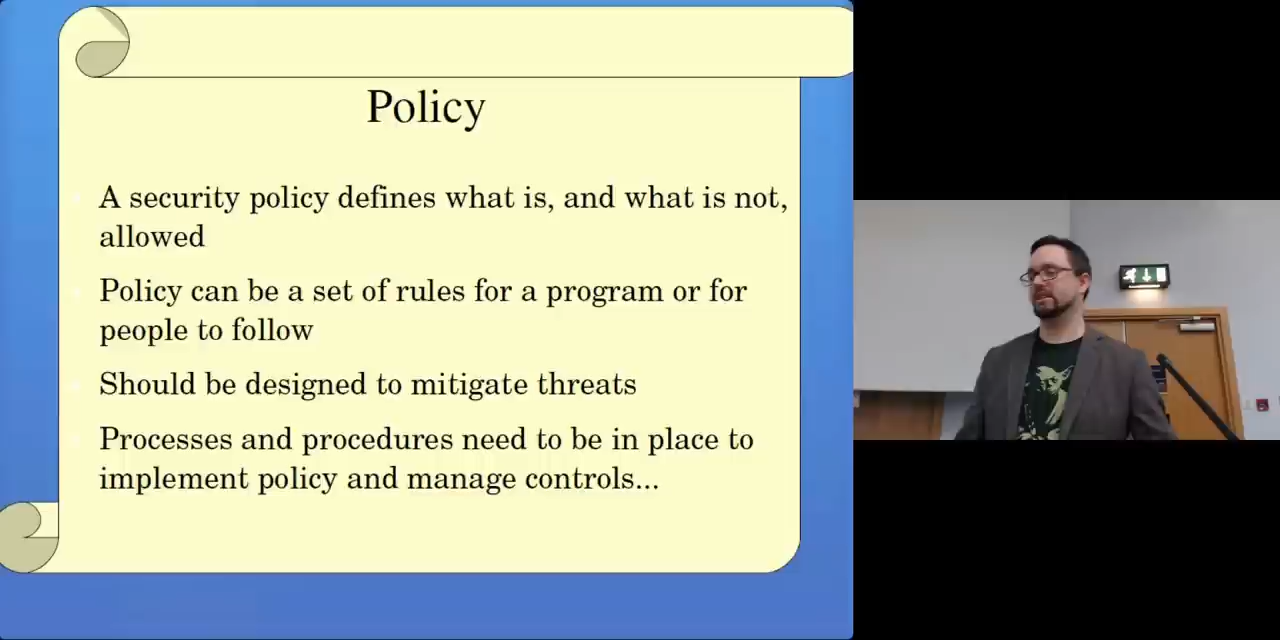 Policy
A security policy defines what is, and what is not,
allowed
Policy can be a set of rules for a program or for
people to follow
Should be designed to mitigate threats
Processes and procedures need to be in place to
implement policy and manage controls...